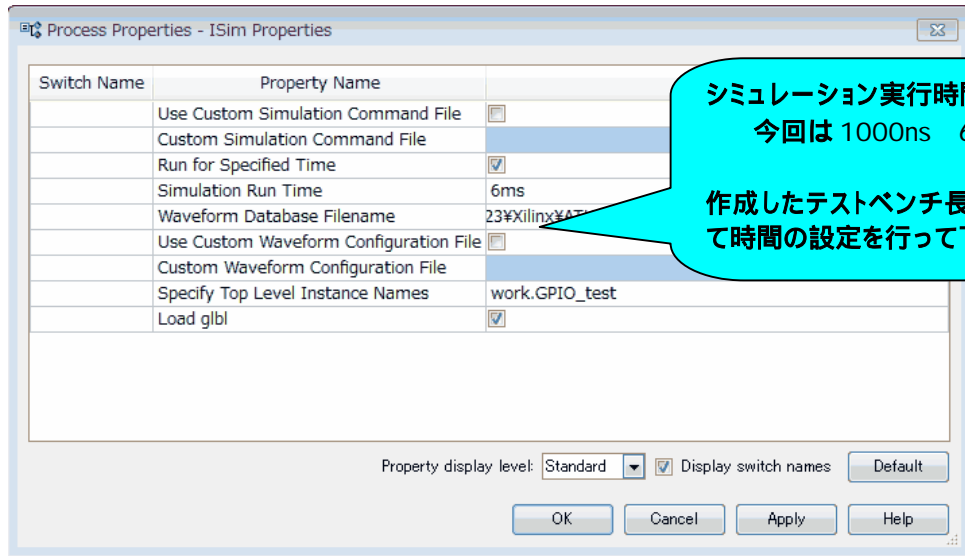 Process Properties - ISim Properties
Switch Name Property Name
Use Custom Simulation Command File
Custom Simulation Command File
Run for Specified Time
Simulation Run Time 6ms
Waveform Database Filename 23¥Xilinx¥
Use Custom Waveform Configuration File
Custom Waveform Configuration File
Specify Top Level Instance Names work.GPIO_test
Load glbl
シミュレーション実行時
今回は 1000ns
作成したテストベンチ長
て時間の設定を行って
Property display level: Standard Display switch names Default
OK Cancel Apply Help